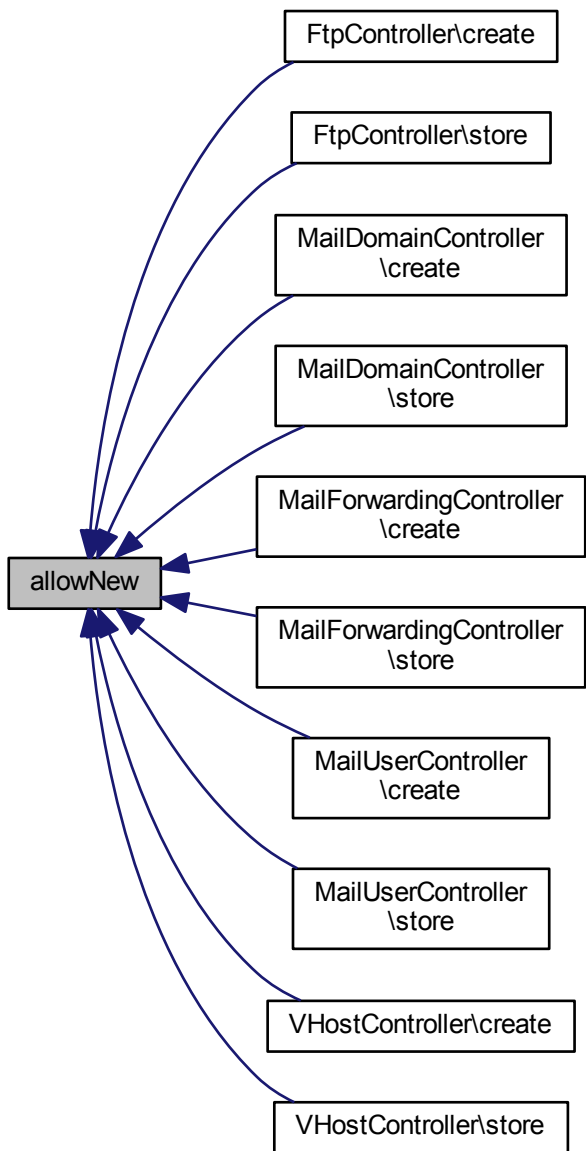 FtpController\create
FtpController\store
MailDomainController
\create
MailDomainController
\store
MailForwardingController
\create
allowNew
MailForwardingController
\store
MailUserController
\create
MailUserController
\store
VHostController\create
VHostController\store